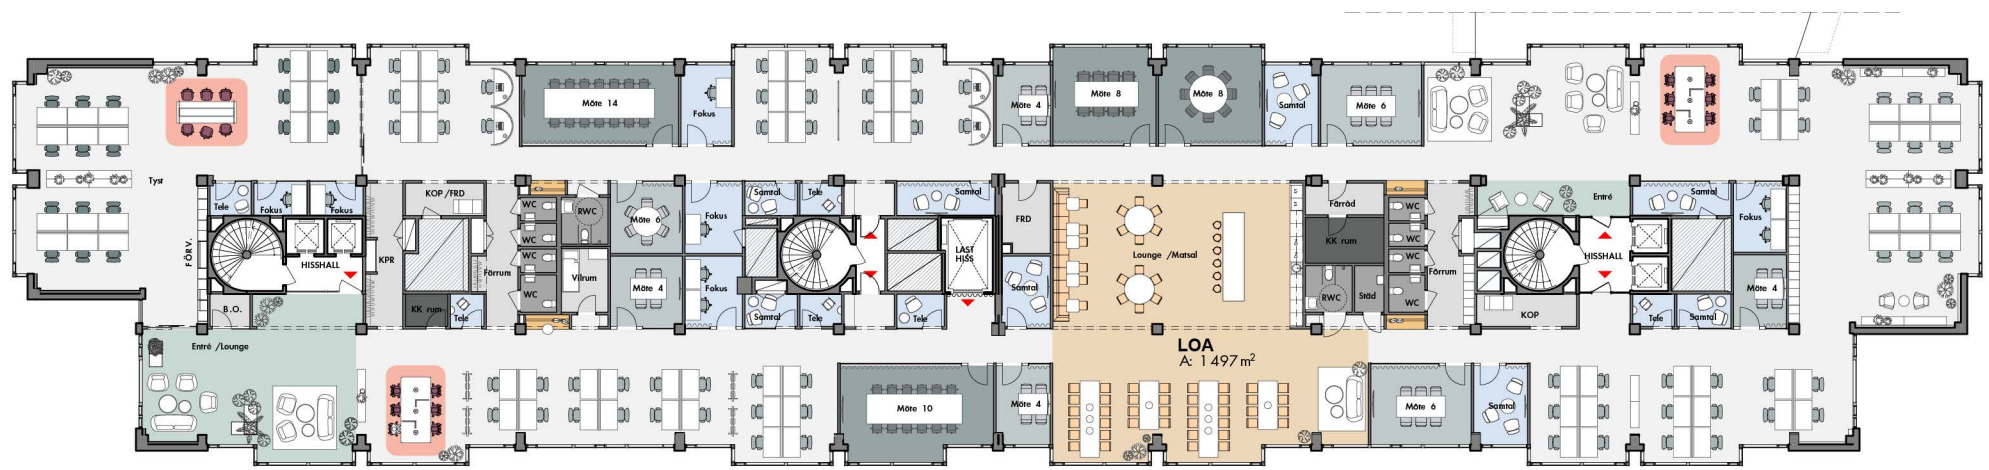 Möte 14
Fokus
Möte 4
Möte 8
Möte 8
Samtal
Möte 6
Tyst
Tele
Fokus
Fokus
KOP /FRD
WC
RWC
Möte 6
Fokus
Samtal
Tele
Samtal
FRD
Förråd
WC
Entré
Samtal
Fokus
FÖRV.
HISSHALL
KPR
Förrum
WC
WC
WC
Vilrum
Möte 4
Fokus
LAST
HISS
Samtal
Lounge /Matsal
KK rum
WC
WC
WC
Förrum
RWC
Städ
HISSHALL
Möte 4
B.O.
KK rum
Tele
Samtal
Tele
Tele
KOP
Tele
Samtal
Entré /Lounge
LOA
A: 1 497 m²
Möte 10
Möte 4
Möte 6
Samtal